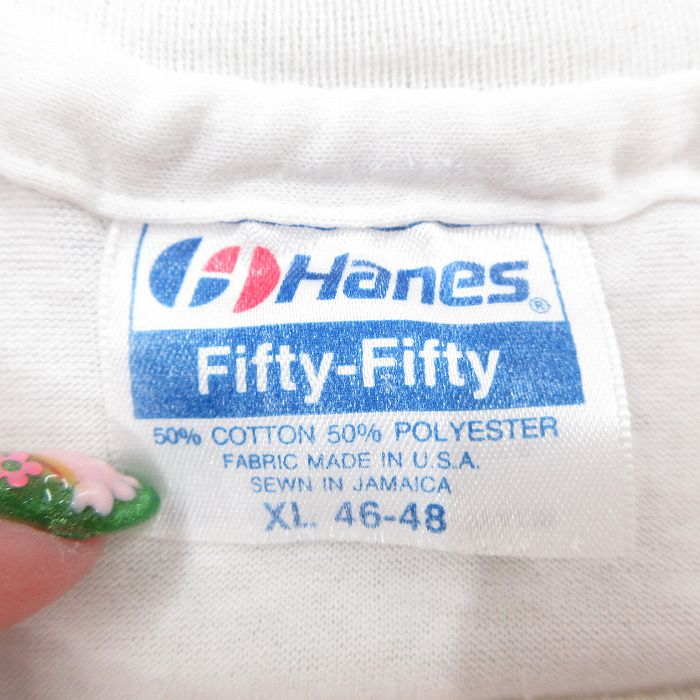 Hanes®
Fifty-Fifty
50% COTTON 50% POLYESTER
FABRIC MADE IN U.S.A.
SEWN IN JAMAICA
XL 46-48